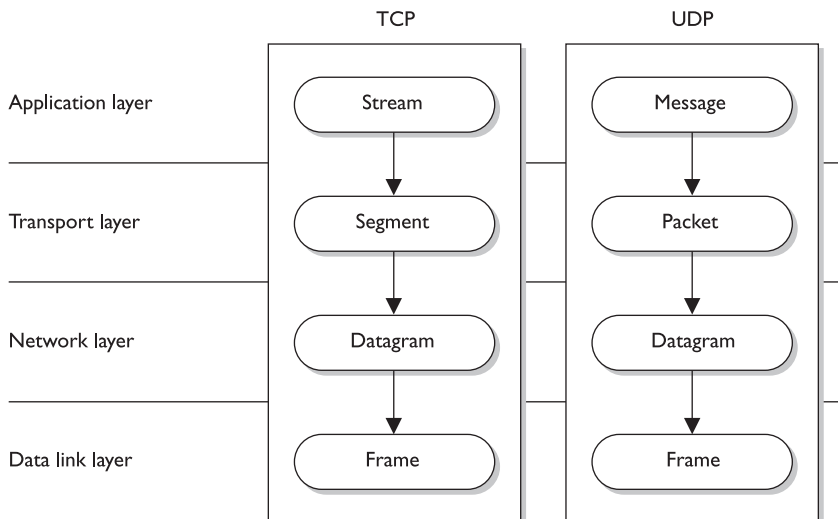 TCP UDP
Application layer Stream Message
Transport layer Segment Packet
Network layer Datagram Datagram
Data link layer Frame Frame